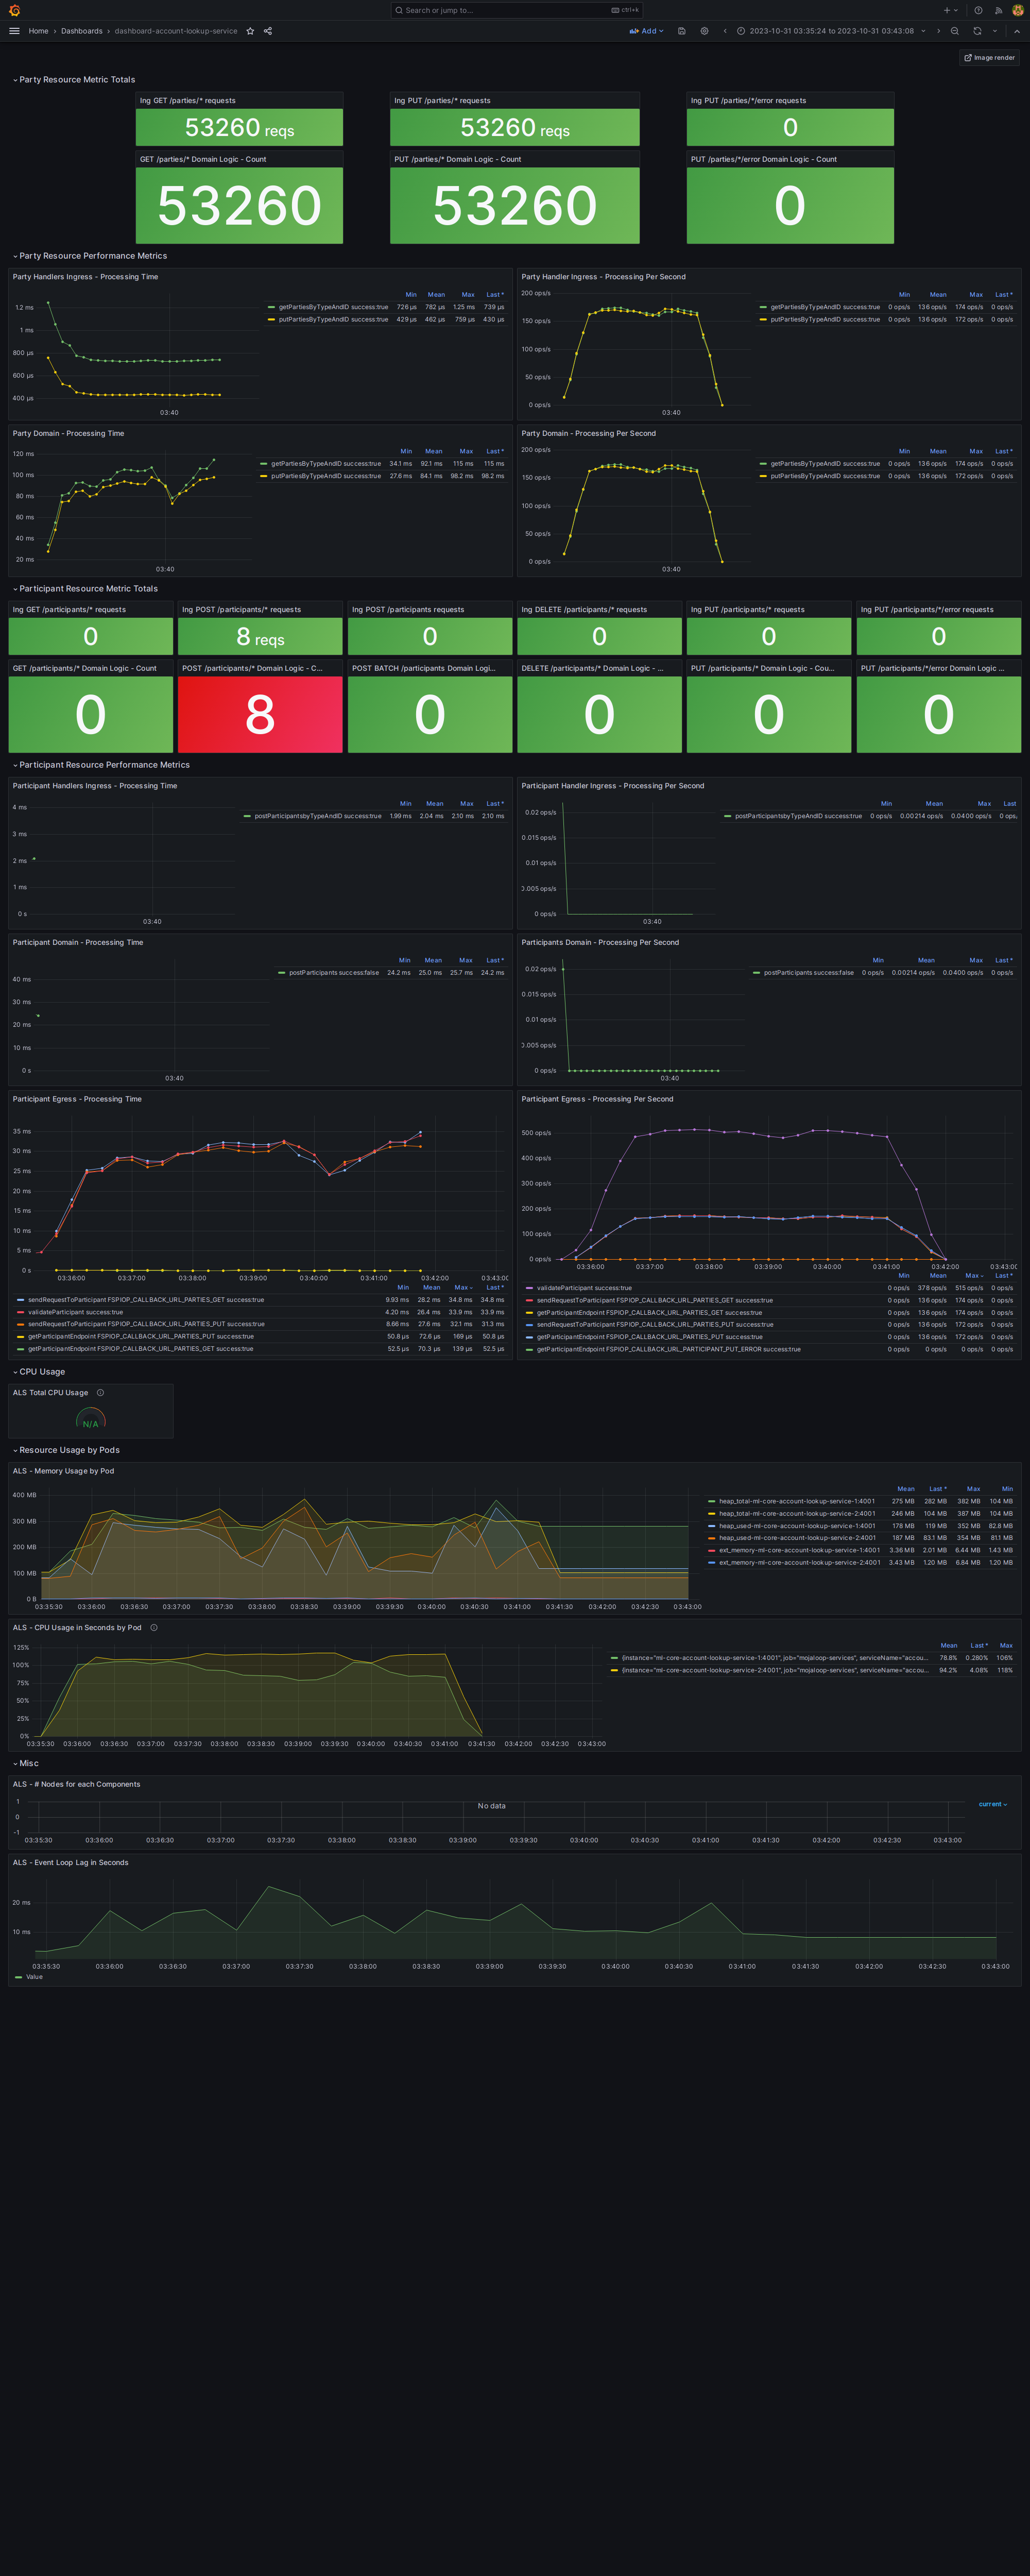 Search or jump to... ctrl+k
Home › Dashboards › dashboard-account-lookup-service Add 2023-10-31 03:35:24 to 2023-10-31 03:43:08
Image render
Party Resource Metric Totals
Ing GET /parties/* requests Ing PUT /parties/* requests Ing PUT /parties/*/error requests
53260 reqs 53260 reqs 0
GET /parties/* Domain Logic - Count PUT /parties/* Domain Logic - Count PUT /parties/*/error Domain Logic - Count
53260 53260 0
Party Resource Performance Metrics
Party Handlers Ingress - Processing Time
Min Mean Max Last *
getPartiesByTypeAndID success:true 726 µs 782 µs 1.25 ms 739 µs
putPartiesByTypeAndID success:true 429 µs 462 µs 759 µs 430 µs
1.2 ms
1 ms
800 µs
600 µs
400 µs
03:40
Party Handler Ingress - Processing Per Second
Min Mean Max Last *
getPartiesByTypeAndID success:true 0 ops/s 136 ops/s 174 ops/s 0 ops/s
putPartiesByTypeAndID success:true 0 ops/s 136 ops/s 172 ops/s 0 ops/s
200 ops/s
150 ops/s
100 ops/s
50 ops/s
0 ops/s
03:40
Party Domain - Processing Time
Min Mean Max Last *
getPartiesByTypeAndID success:true 34.1 ms 92.1 ms 115 ms 115 ms
putPartiesByTypeAndID success:true 27.6 ms 84.1 ms 98.2 ms 98.2 ms
120 ms
100 ms
80 ms
60 ms
40 ms
20 ms
03:40
Party Domain - Processing Per Second
Min Mean Max Last *
getPartiesByTypeAndID success:true 0 ops/s 136 ops/s 174 ops/s 0 ops/s
putPartiesByTypeAndID success:true 0 ops/s 136 ops/s 172 ops/s 0 ops/s
200 ops/s
150 ops/s
100 ops/s
50 ops/s
0 ops/s
03:40
Participant Resource Metric Totals
Ing GET /participants/* requests Ing POST /participants/* requests Ing POST /participants requests Ing DELETE /participants/* requests Ing PUT /participants/* requests Ing PUT /participants/*/error requests
0 8 reqs 0 0 0 0
GET /participants/* Domain Logic - Count POST /participants/* Domain Logic - C... POST BATCH /participants Domain Logi... DELETE /participants/* Domain Logic - ... PUT /participants/* Domain Logic - Cou... PUT /participants/*/error Domain Logic ...
0 8 0 0 0 0
Participant Resource Performance Metrics
Participant Handlers Ingress - Processing Time
Min Mean Max Last *
postParticipantsbyTypeAndID success:true 1.99 ms 2.04 ms 2.10 ms 2.10 ms
4 ms
3 ms
2 ms
1 ms
0 s
03:40
Participant Handler Ingress - Processing Per Second
Min Mean Max Last
postParticipantsbyTypeAndID success:true 0 ops/s 0.00214 ops/s 0.0400 ops/s 0 ops,
0.02 ops/s
0.015 ops/s
0.01 ops/s
0.005 ops/s
0 ops/s
03:40
Participant Domain - Processing Time
Min Mean Max Last *
postParticipants success:false 24.2 ms 25.0 ms 25.7 ms 24.2 ms
40 ms
30 ms
20 ms
10 ms
0 s
03:40
Participants Domain - Processing Per Second
Min Mean Max Last *
postParticipants success:false 0 ops/s 0.00214 ops/s 0.0400 ops/s 0 ops/s
0.02 ops/s
0.015 ops/s
0.01 ops/s
0.005 ops/s
0 ops/s
03:40
Participant Egress - Processing Time
35 ms
30 ms
25 ms
20 ms
15 ms
10 ms
5 ms
0 s
03:36:00 03:37:00 03:38:00 03:39:00 03:40:00 03:41:00 03:42:00 03:43:00
Min Mean Max Last *
sendRequestToParticipant FSPIOP_CALLBACK_URL_PARTIES_GET success:true 9.93 ms 28.2 ms 34.8 ms 34.8 ms
validateParticipant success:true 4.20 ms 26.4 ms 33.9 ms 33.9 ms
sendRequestToParticipant FSPIOP_CALLBACK_URL_PARTIES_PUT success:true 8.66 ms 27.6 ms 32.1 ms 31.3 ms
getParticipantEndpoint FSPIOP_CALLBACK_URL_PARTIES_PUT success:true 50.8 µs 72.6 µs 169 µs 50.8 µs
getParticipantEndpoint FSPIOP_CALLBACK_URL_PARTIES_GET success:true 52.5 µs 70.3 µs 139 µs 52.5 µs
Participant Egress - Processing Per Second
500 ops/s
400 ops/s
300 ops/s
200 ops/s
100 ops/s
0 ops/s
03:36:00 03:37:00 03:38:00 03:39:00 03:40:00 03:41:00 03:42:00 03:43:00
Min Mean Max Last *
validateParticipant success:true 0 ops/s 378 ops/s 515 ops/s 0 ops/s
sendRequestToParticipant FSPIOP_CALLBACK_URL_PARTIES_GET success:true 0 ops/s 136 ops/s 174 ops/s 0 ops/s
getParticipantEndpoint FSPIOP_CALLBACK_URL_PARTIES_GET success:true 0 ops/s 136 ops/s 174 ops/s 0 ops/s
sendRequestToParticipant FSPIOP_CALLBACK_URL_PARTIES_PUT success:true 0 ops/s 136 ops/s 172 ops/s 0 ops/s
getParticipantEndpoint FSPIOP_CALLBACK_URL_PARTIES_PUT success:true 0 ops/s 136 ops/s 172 ops/s 0 ops/s
getParticipantEndpoint FSPIOP_CALLBACK_URL_PARTICIPANT_PUT_ERROR success:true 0 ops/s 0 ops/s 0 ops/s 0 ops/s
CPU Usage
ALS Total CPU Usage
N/A
Resource Usage by Pods
ALS - Memory Usage by Pod
Mean Last * Max Min
heap_total-ml-core-account-lookup-service-1:4001 275 MB 282 MB 382 MB 104 MB
heap_total-ml-core-account-lookup-service-2:4001 246 MB 104 MB 387 MB 104 MB
heap_used-ml-core-account-lookup-service-1:4001 178 MB 119 MB 352 MB 82.8 MB
heap_used-ml-core-account-lookup-service-2:4001 187 MB 83.1 MB 354 MB 81.1 MB
ext_memory-ml-core-account-lookup-service-1:4001 3.36 MB 2.01 MB 6.44 MB 1.43 MB
ext_memory-ml-core-account-lookup-service-2:4001 3.43 MB 1.20 MB 6.84 MB 1.20 MB
400 MB
300 MB
200 MB
100 MB
0 B
03:35:30 03:36:00 03:36:30 03:37:00 03:37:30 03:38:00 03:38:30 03:39:00 03:39:30 03:40:00 03:40:30 03:41:00 03:41:30 03:42:00 03:42:30 03:43:00
ALS - CPU Usage in Seconds by Pod
Mean Last * Max
{instance="ml-core-account-lookup-service-1:4001", job="mojaloop-services", serviceName="accou... 78.8% 0.280% 106%
{instance="ml-core-account-lookup-service-2:4001", job="mojaloop-services", serviceName="accou... 94.2% 4.08% 118%
125%
100%
75%
50%
25%
0%
03:35:30 03:36:00 03:36:30 03:37:00 03:37:30 03:38:00 03:38:30 03:39:00 03:39:30 03:40:00 03:40:30 03:41:00 03:41:30 03:42:00 03:42:30 03:43:00
Misc
ALS - # Nodes for each Components
1
0
-1
No data
current
03:35:30 03:36:00 03:36:30 03:37:00 03:37:30 03:38:00 03:38:30 03:39:00 03:39:30 03:40:00 03:40:30 03:41:00 03:41:30 03:42:00 03:42:30 03:43:00
ALS - Event Loop Lag in Seconds
20 ms
10 ms
03:35:30 03:36:00 03:36:30 03:37:00 03:37:30 03:38:00 03:38:30 03:39:00 03:39:30 03:40:00 03:40:30 03:41:00 03:41:30 03:42:00 03:42:30 03:43:00
Value